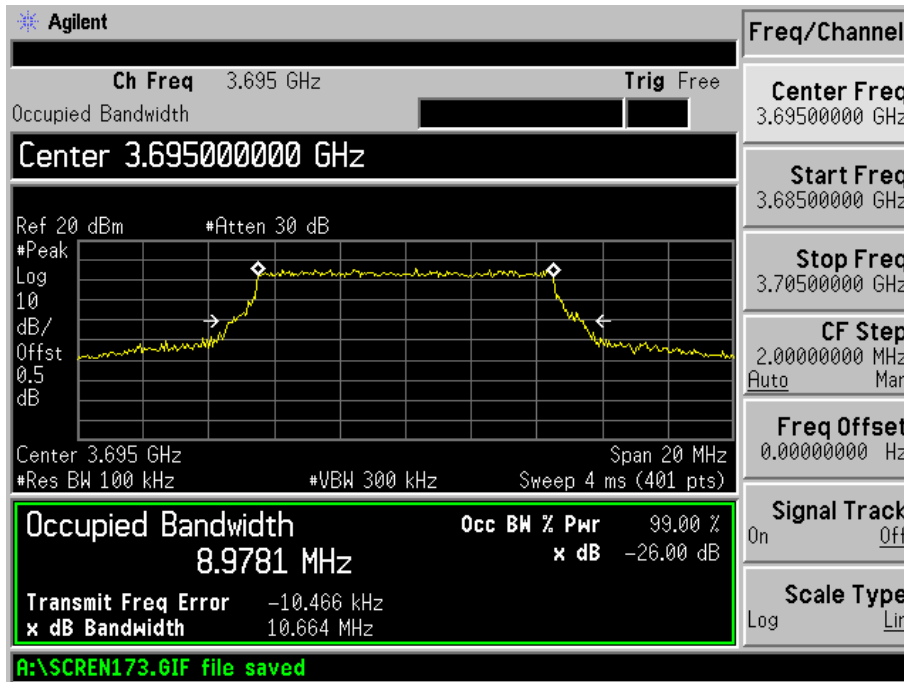 Agilent
Ch Freq 3.695 GHz Trig Free
Occupied Bandwidth
Center 3.695000000 GHz
Ref 20 dBm #Atten 30 dB
#Peak
Log
10
dB/
Offst
0.5
dB
Center 3.695 GHz Span 20 MHz
#Res BW 100 kHz #VBW 300 kHz Sweep 4 ms (401 pts)
Occupied Bandwidth
8.9781 MHz
Occ BW % Pwr 99.00 %
x dB -26.00 dB
Transmit Freq Error -10.466 kHz
x dB Bandwidth 10.664 MHz
A:\SCREN173.GIF file saved
Freq/Channel
Center Freq
3.69500000 GHz
Start Freq
3.68500000 GHz
Stop Freq
3.70500000 GHz
CF Step
2.00000000 MHz
Auto Man
Freq Offset
0.00000000 Hz
Signal Track
On Off
Scale Type
Log Lin